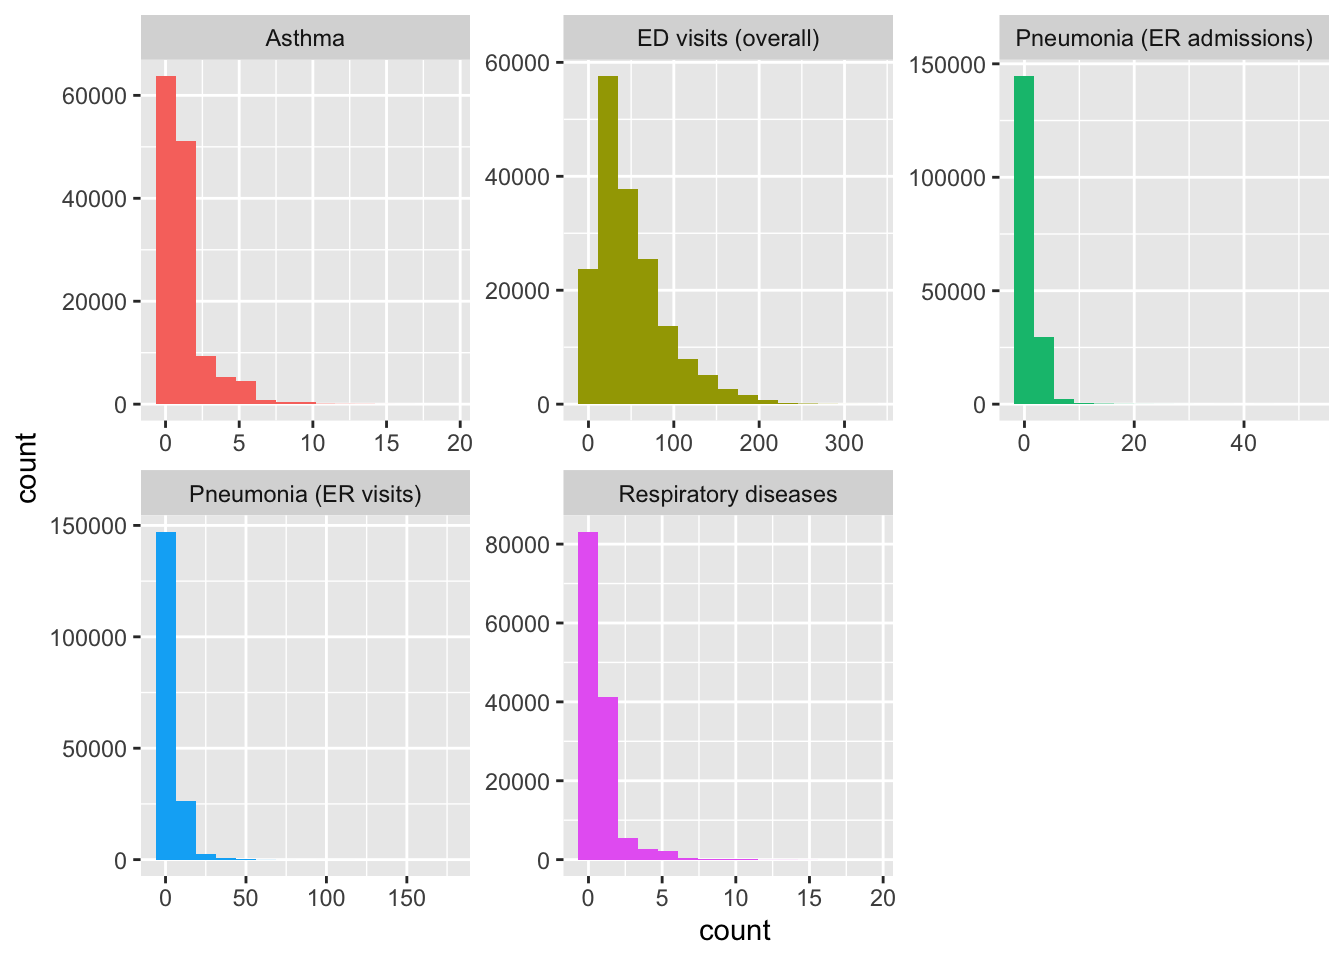 Asthma
ED visits (overall)
Pneumonia (ER admissions)
60000
40000
20000
0
0 5 10 15 20
60000
40000
20000
0
0 100 200 300
150000
100000
50000
0
0 20 40
count
Pneumonia (ER visits)
Respiratory diseases
150000
100000
50000
0
0 50 100 150
80000
60000
40000
20000
0
0 5 10 15 20
count